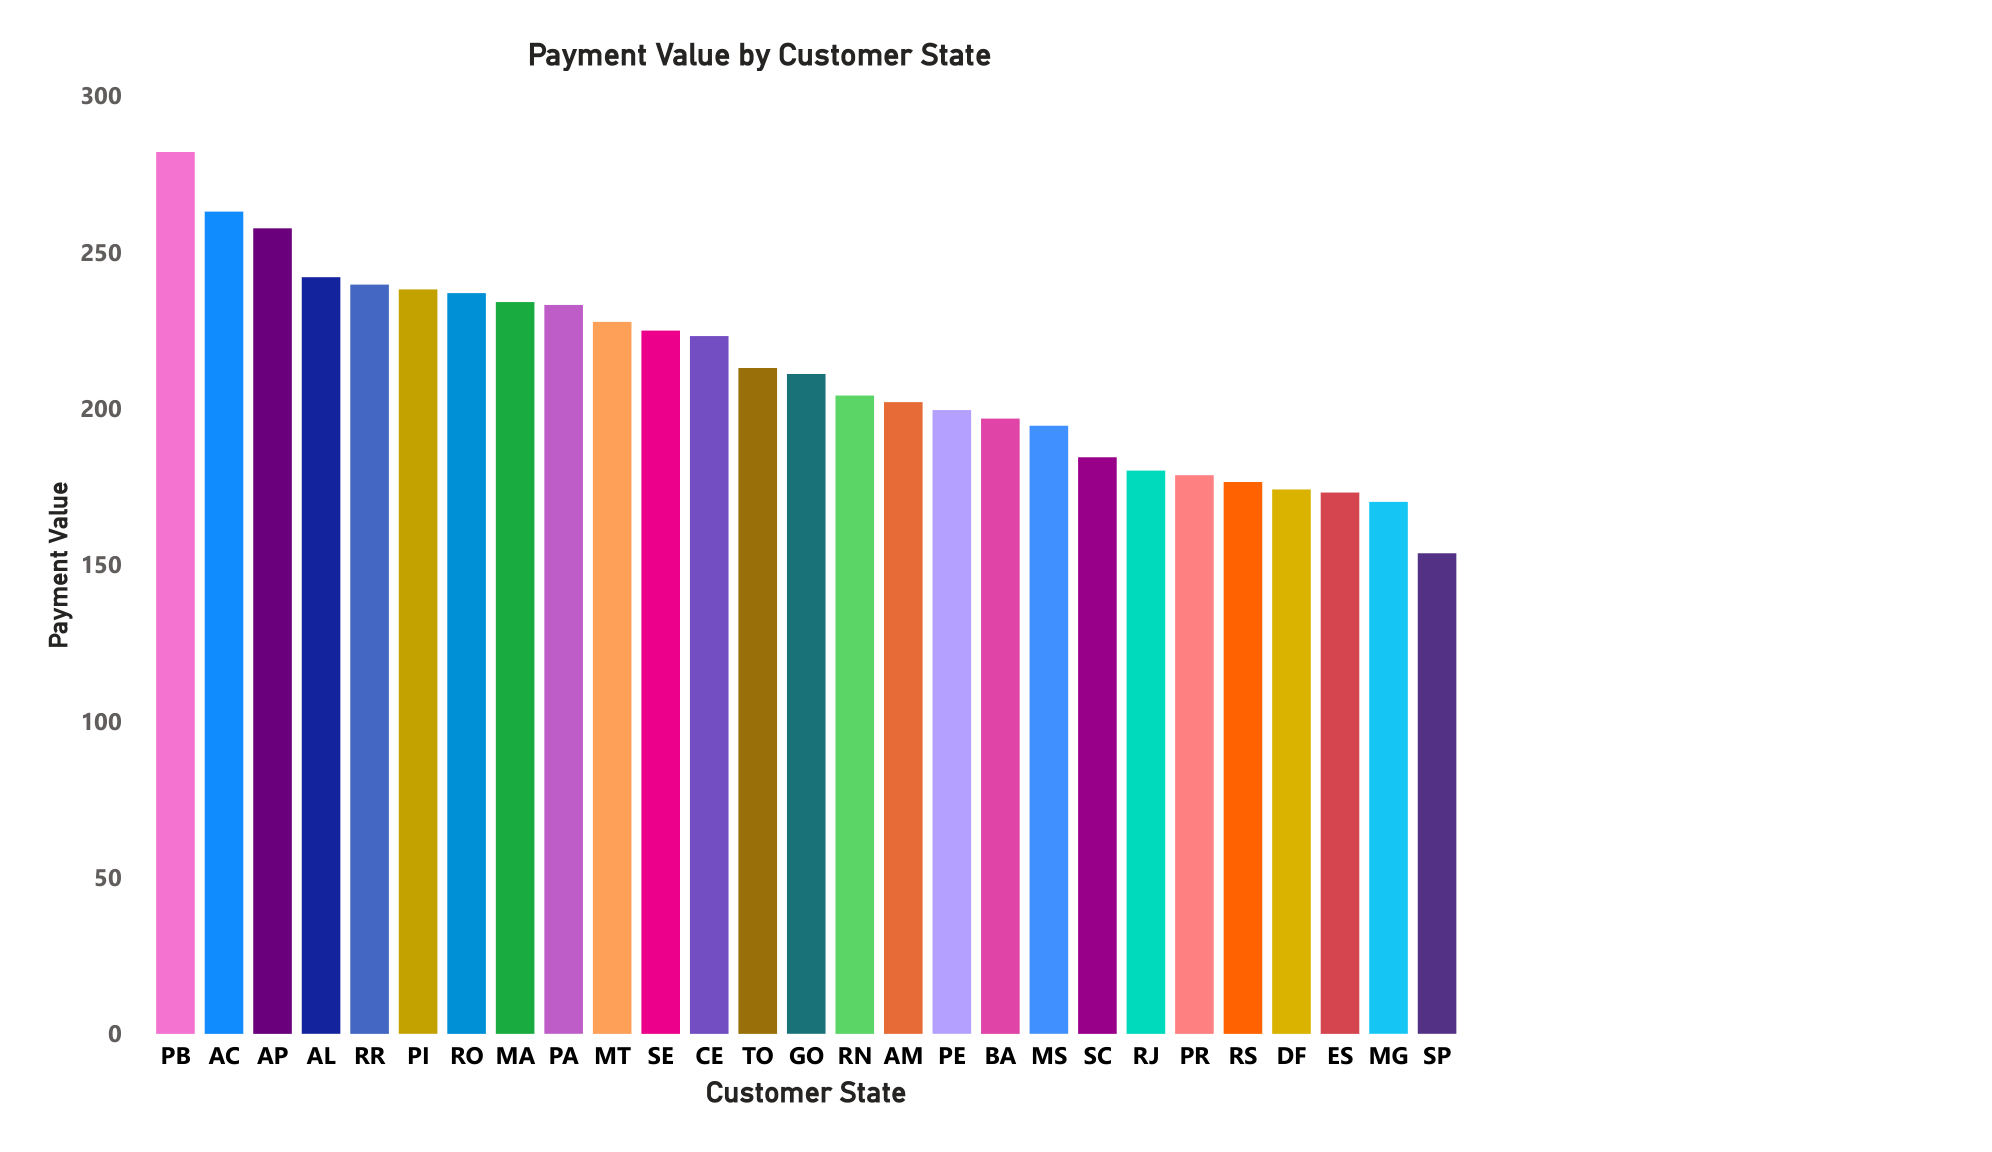 Payment Value by Customer State
300
250
200
150
100
50
0
Payment Value
PB AC AP AL RR PI RO MA PA MT SE CE TO GO RN AM PE BA MS SC RJ PR RS DF ES MG SP
Customer State